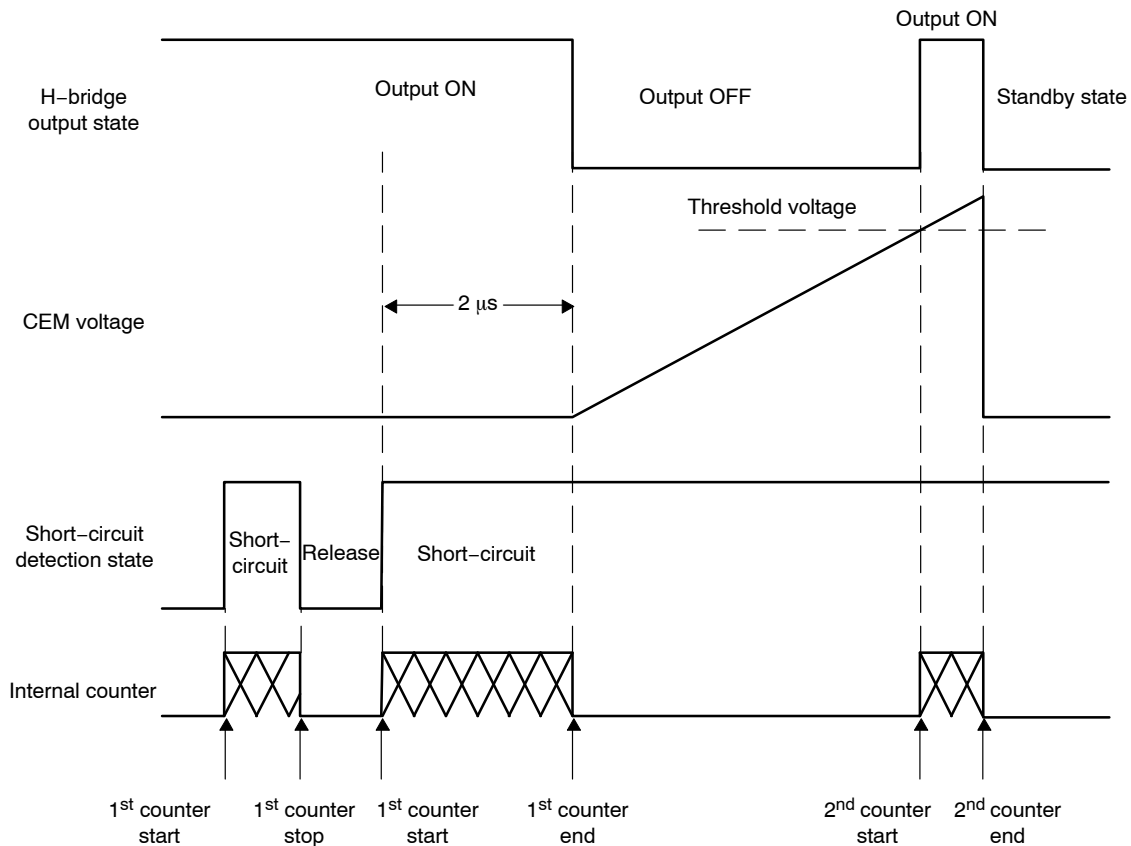 Output ON
H−bridge
output state
Output ON
Output OFF
Standby state
Threshold voltage
2 μs
CEM voltage
Short−circuit
detection state
Short−
circuit
Release
Short−circuit
Internal counter
1st counter
start
1st counter
stop
1st counter
start
1st counter
end
2nd counter
start
2nd counter
end